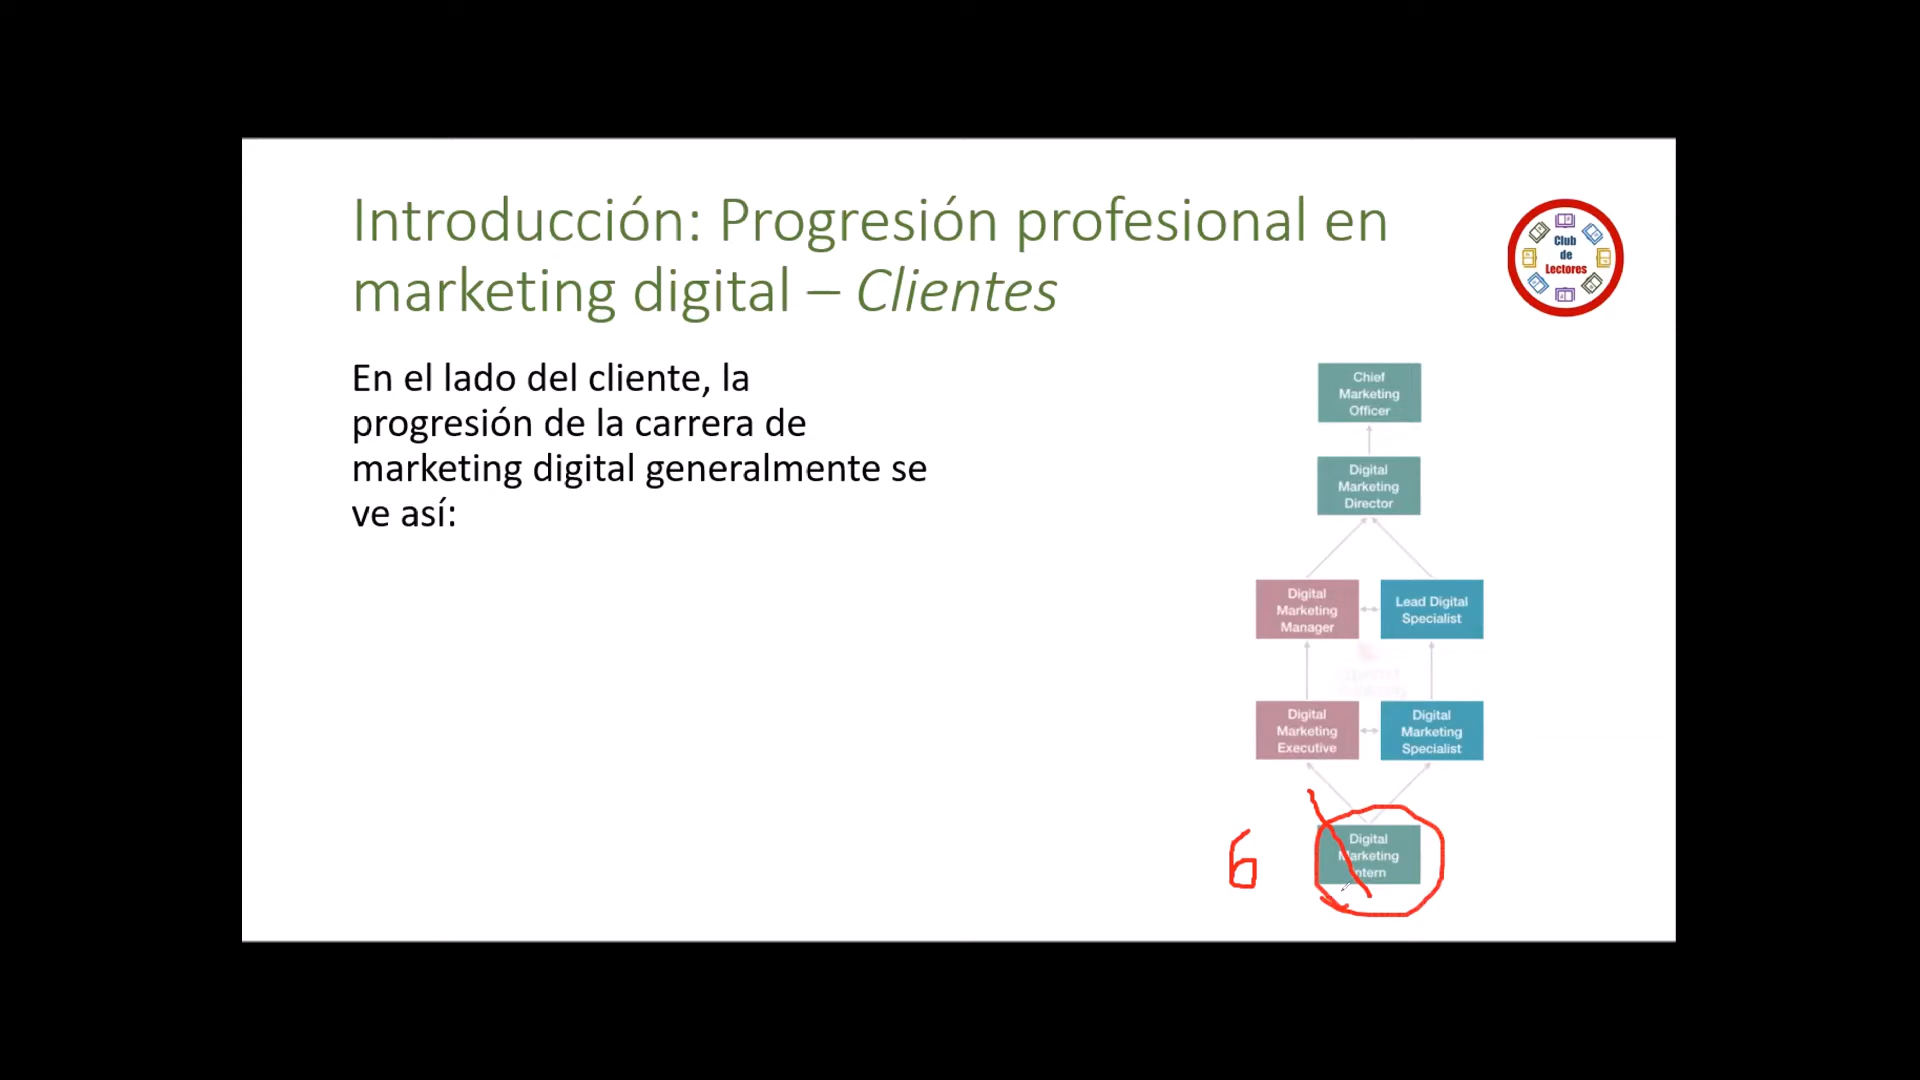 Introducción: Progresión profesional en
marketing digital – Clientes
Club
de
Lectores
En el lado del cliente, la
progresión de la carrera de
marketing digital generalmente se
ve así:
Chief
Marketing
Officer
Digital
Marketing
Director
Digital
Marketing
Manager
Lead Digital
Specialist
Digital
Marketing
Executive
Digital
Marketing
Specialist
6
Digital
Marketing
Intern